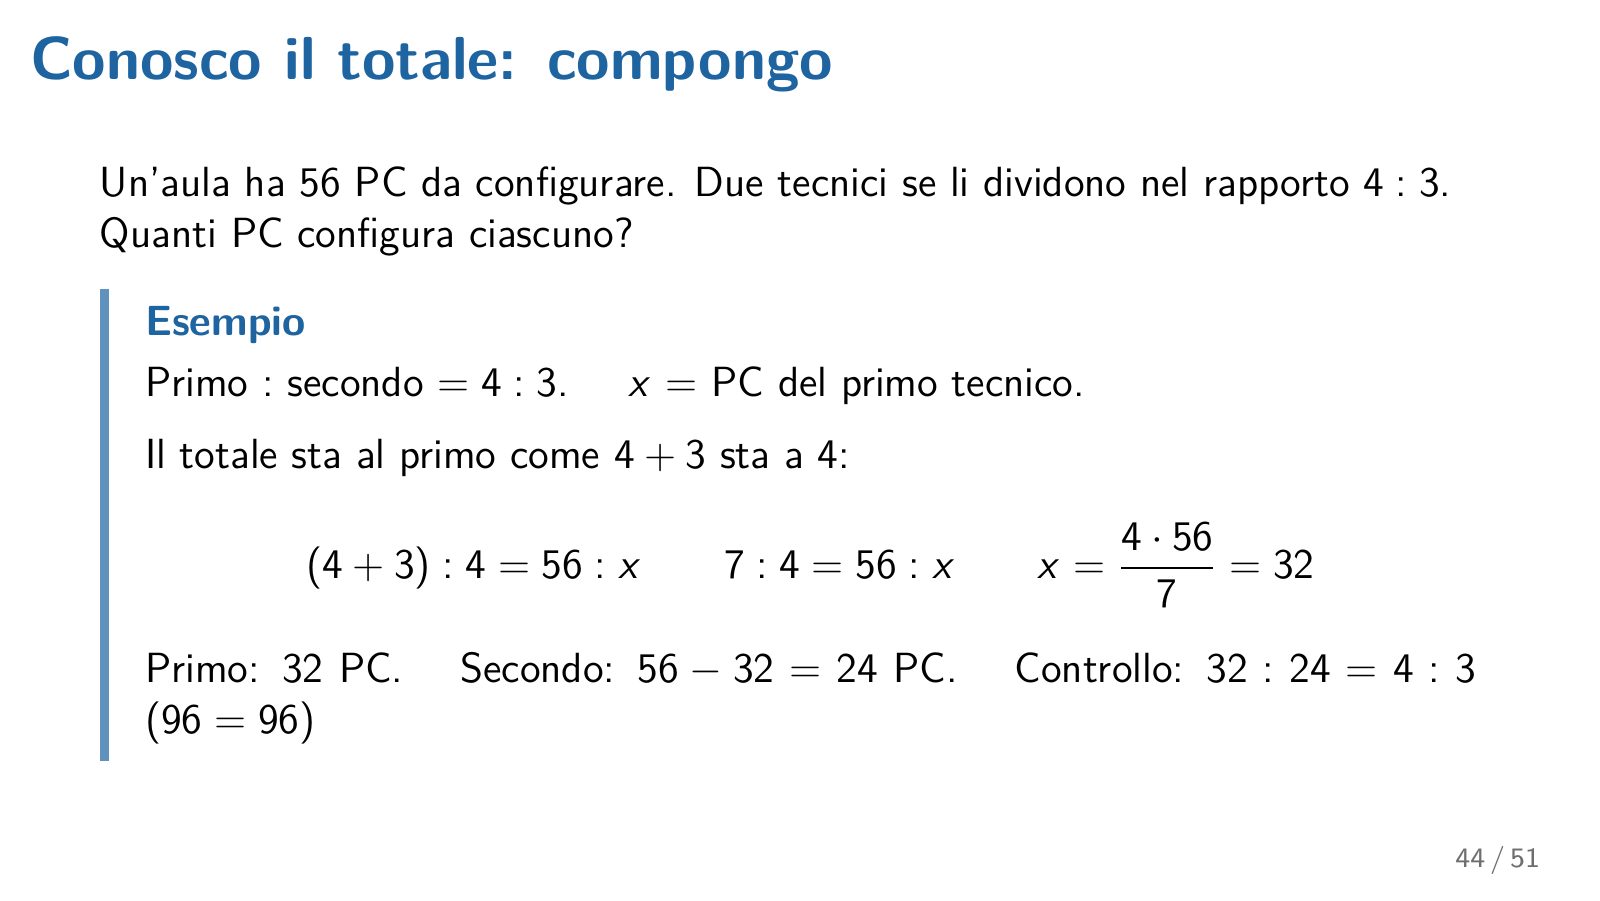 Conosco il totale: compongo
Un'aula ha 56 PC da configurare. Due tecnici se li dividono nel rapporto 4 : 3.
Quanti PC configura ciascuno?
Esempio
Primo : secondo = 4 : 3. x = PC del primo tecnico.
Il totale sta al primo come 4 + 3 sta a 4:
(4 + 3) : 4 = 56 : x 7 : 4 = 56 : x x = \frac{4 · 56}{7} = 32
Primo: 32 PC. Secondo: 56 − 32 = 24 PC. Controllo: 32 : 24 = 4 : 3
(96 = 96)
44 / 51